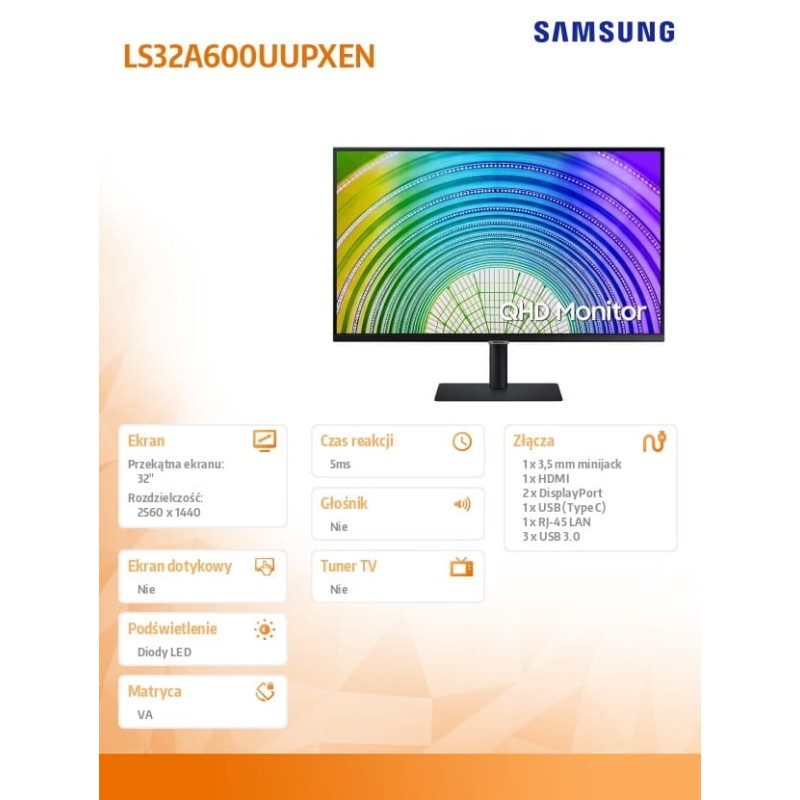 LS32A600UUPXEN
SAMSUNG
QHD Monitor
Ekran
Przekątna ekranu:
32"
Rozdzielczość:
2560 x 1440
Ekran dotykowy
Nie
Podświetlenie
Diody LED
Matryca
VA
Czas reakcji
5ms
Głośnik
Nie
Tuner TV
Nie
Złącza
1 x 3,5 mm minijack
1 x HDMI
2 x DisplayPort
1 x USB (Type C)
1 x RJ-45 LAN
3 x USB 3.0